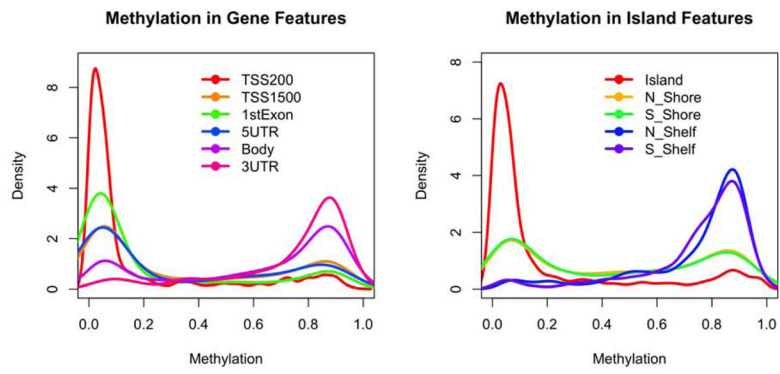 Methylation in Gene Features
Density
8
6
4
2
0
TSS200
TSS1500
1stExon
5UTR
Body
3UTR
0.0 0.2 0.4 0.6 0.8 1.0
Methylation
Methylation in Island Features
Density
8
6
4
2
0
Island
N_Shore
S_Shore
N_Shelf
S_Shelf
0.0 0.2 0.4 0.6 0.8 1.0
Methylation